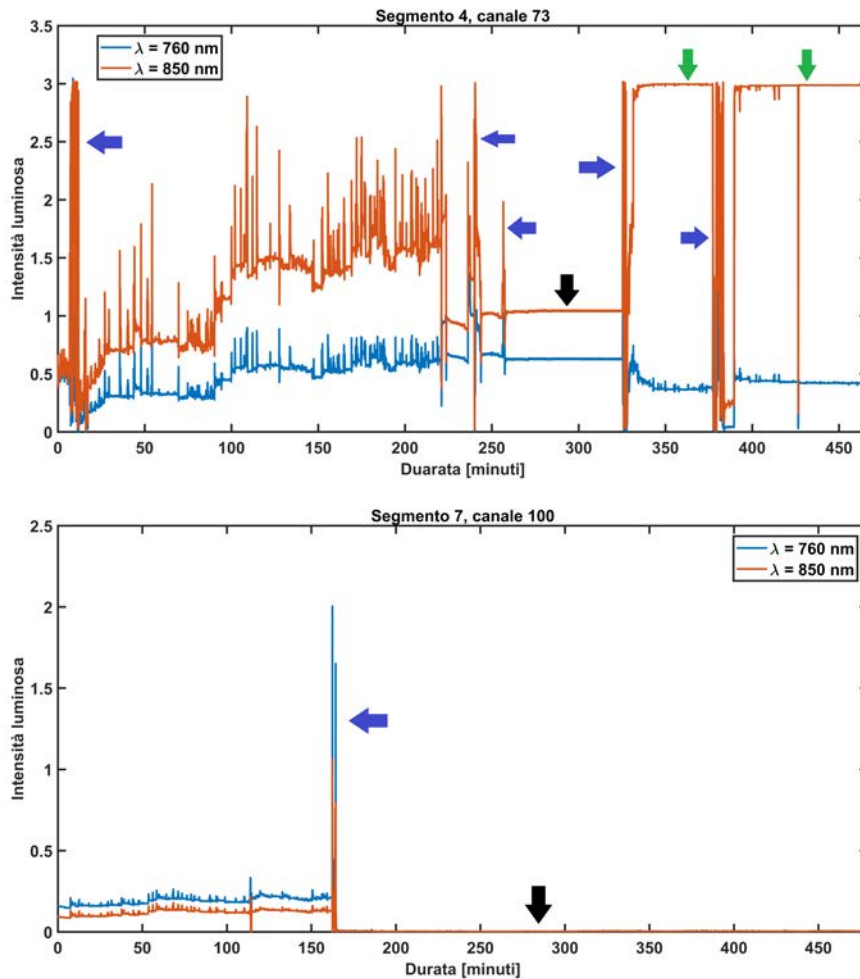 Segmento 4, canale 73
λ = 760 nm
λ = 850 nm
3.5
3
2.5
2
1.5
1
0.5
0
Intensità luminosa
0 50 100 150 200 250 300 350 400 450
Duarata [minuti]
Segmento 7, canale 100
λ = 760 nm
λ = 850 nm
2.5
2
1.5
1
0.5
0
Intensità luminosa
0 50 100 150 200 250 300 350 400 450
Durata [minuti]